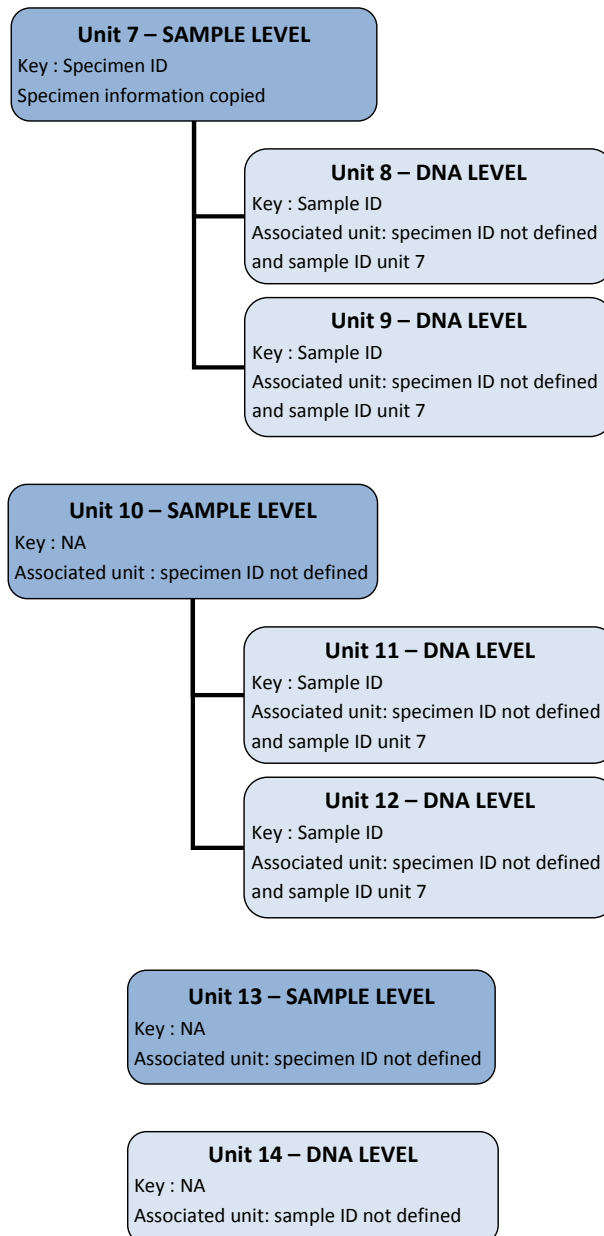 Unit 7 – SAMPLE LEVEL
Key : Specimen ID
Specimen information copied
Unit 8 – DNA LEVEL
Key : Sample ID
Associated unit: specimen ID not defined
and sample ID unit 7
Unit 9 – DNA LEVEL
Key : Sample ID
Associated unit: specimen ID not defined
and sample ID unit 7
Unit 10 – SAMPLE LEVEL
Key : NA
Associated unit : specimen ID not defined
Unit 11 – DNA LEVEL
Key : Sample ID
Associated unit: specimen ID not defined
and sample ID unit 7
Unit 12 – DNA LEVEL
Key : Sample ID
Associated unit: specimen ID not defined
and sample ID unit 7
Unit 13 – SAMPLE LEVEL
Key : NA
Associated unit: specimen ID not defined
Unit 14 – DNA LEVEL
Key : NA
Associated unit: sample ID not defined